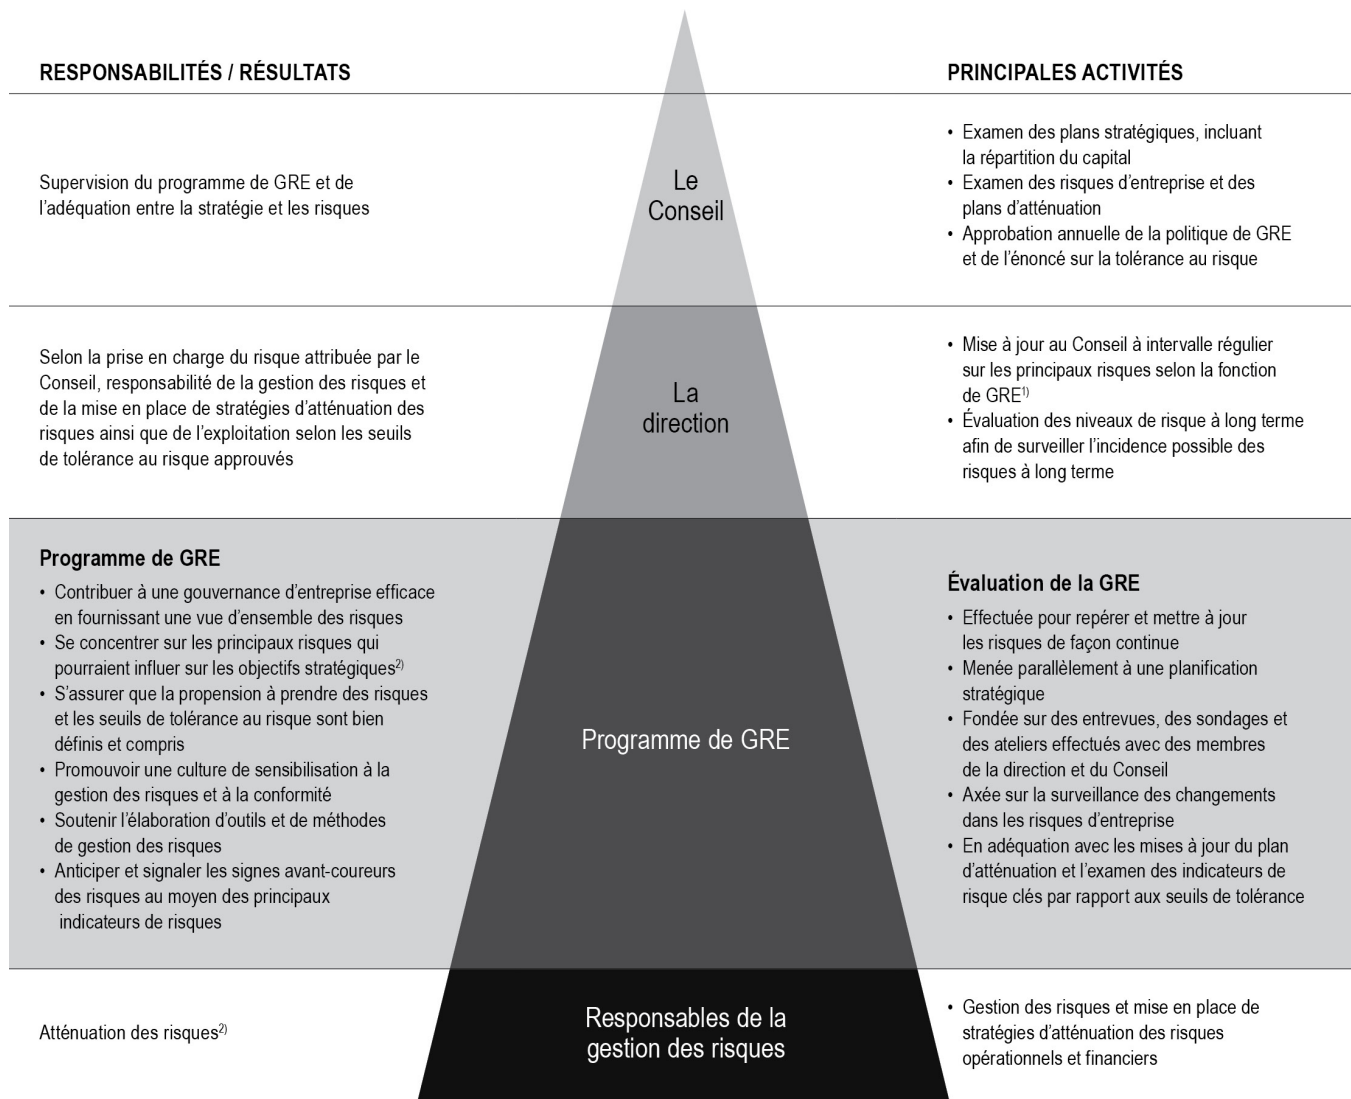 RESPONSABILITÉS / RÉSULTATS
PRINCIPALES ACTIVITÉS
Supervision du programme de GRE et de
l’adéquation entre la stratégie et les risques
Le
Conseil
• Examen des plans stratégiques, incluant
la répartition du capital
• Examen des risques d’entreprise et des
plans d’atténuation
• Approbation annuelle de la politique de GRE
et de l’énoncé sur la tolérance au risque
Selon la prise en charge du risque attribuée par le
Conseil, responsabilité de la gestion des risques et
de la mise en place de stratégies d’atténuation des
risques ainsi que de l’exploitation selon les seuils
de tolérance au risque approuvés
La
direction
• Mise à jour au Conseil à intervalle régulier
sur les principaux risques selon la fonction
de GRE1)
• Évaluation des niveaux de risque à long terme
afin de surveiller l’incidence possible des
risques à long terme
Programme de GRE
• Contribuer à une gouvernance d’entreprise efficace
en fournissant une vue d’ensemble des risques
• Se concentrer sur les principaux risques qui
pourraient influer sur les objectifs stratégiques2)
• S’assurer que la propension à prendre des risques
et les seuils de tolérance au risque sont bien
définis et compris
• Promouvoir une culture de sensibilisation à la
gestion des risques et à la conformité
• Soutenir l’élaboration d’outils et de méthodes
de gestion des risques
• Anticiper et signaler les signes avant-coureurs
des risques au moyen des principaux
indicateurs de risques
Programme de GRE
Évaluation de la GRE
• Effectuée pour repérer et mettre à jour
les risques de façon continue
• Menée parallèlement à une planification
stratégique
• Fondée sur des entrevues, des sondages et
des ateliers effectués avec des membres
de la direction et du Conseil
• Axée sur la surveillance des changements
dans les risques d’entreprise
• En adéquation avec les mises à jour du plan
d’atténuation et l’examen des indicateurs de
risque clés par rapport aux seuils de tolérance
Atténuation des risques2)
Responsables de la
gestion des risques
• Gestion des risques et mise en place de
stratégies d’atténuation des risques
opérationnels et financiers